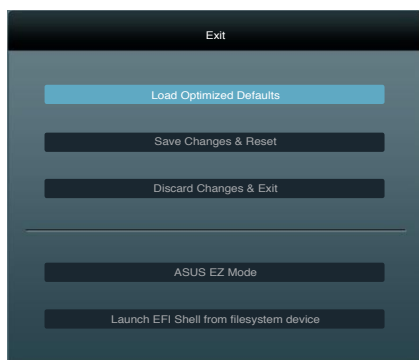 Exit
Load Optimized Defaults
Save Changes & Reset
Discard Changes & Exit
ASUS EZ Mode
Launch EFI Shell from filesystem device